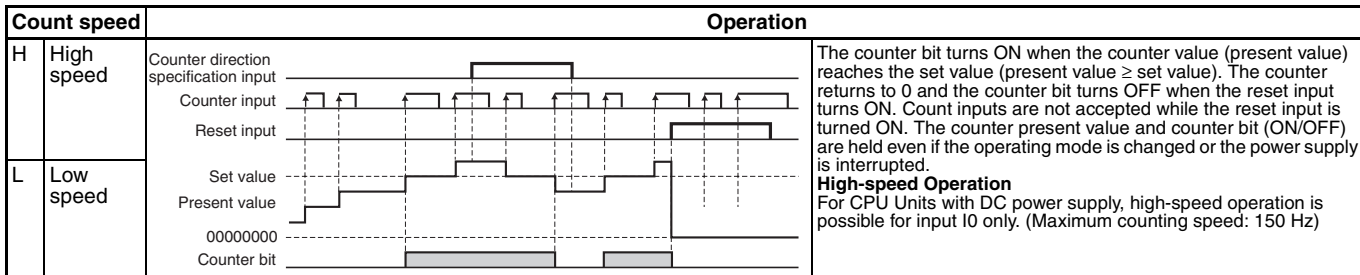 Count speed Operation
H High speed
L Low speed
Counter direction
specification input
Counter input
Reset input
Set value
Present value
00000000
Counter bit
The counter bit turns ON when the counter value (present value)
reaches the set value (present value ≥ set value). The counter
returns to 0 and the counter bit turns OFF when the reset input
turns ON. Count inputs are not accepted while the reset input is
turned ON. The counter present value and counter bit (ON/OFF)
are held even if the operating mode is changed or the power supply
is interrupted.
High-speed Operation
For CPU Units with DC power supply, high-speed operation is
possible for input I0 only. (Maximum counting speed: 150 Hz)